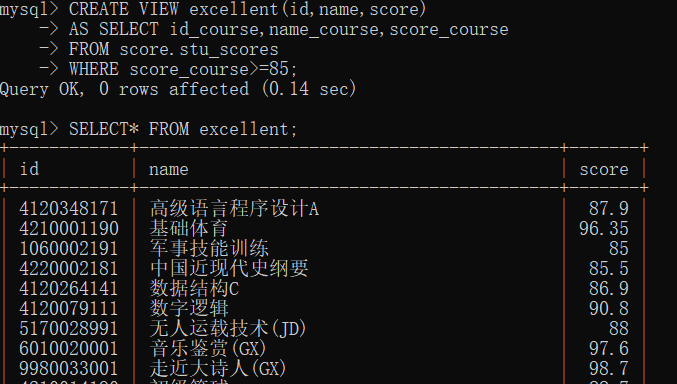 mysql> CREATE VIEW excellent(id,name,score)
    -> AS SELECT id_course,name_course,score_course
    -> FROM score.stu_scores
    -> WHERE score_course>=85;
Query OK, 0 rows affected (0.14 sec)
mysql> SELECT* FROM excellent;
+------------+---------------------------------------+-------+
| id | name | score |
+------------+---------------------------------------+-------+
| 4120348171 | 高级语言程序设计A | 87.9 |
| 4210001190 | 基础体育 | 96.35 |
| 1060002191 | 军事技能训练 | 85 |
| 4220002181 | 中国近现代史纲要 | 85.5 |
| 4120264141 | 数据结构C | 86.9 |
| 4120079111 | 数字逻辑 | 90.8 |
| 5170028991 | 无人运载技术(JD) | 88 |
| 6010020001 | 音乐鉴赏(GX) | 97.6 |
| 9980033001 | 走近大诗人(GX) | 98.7 |